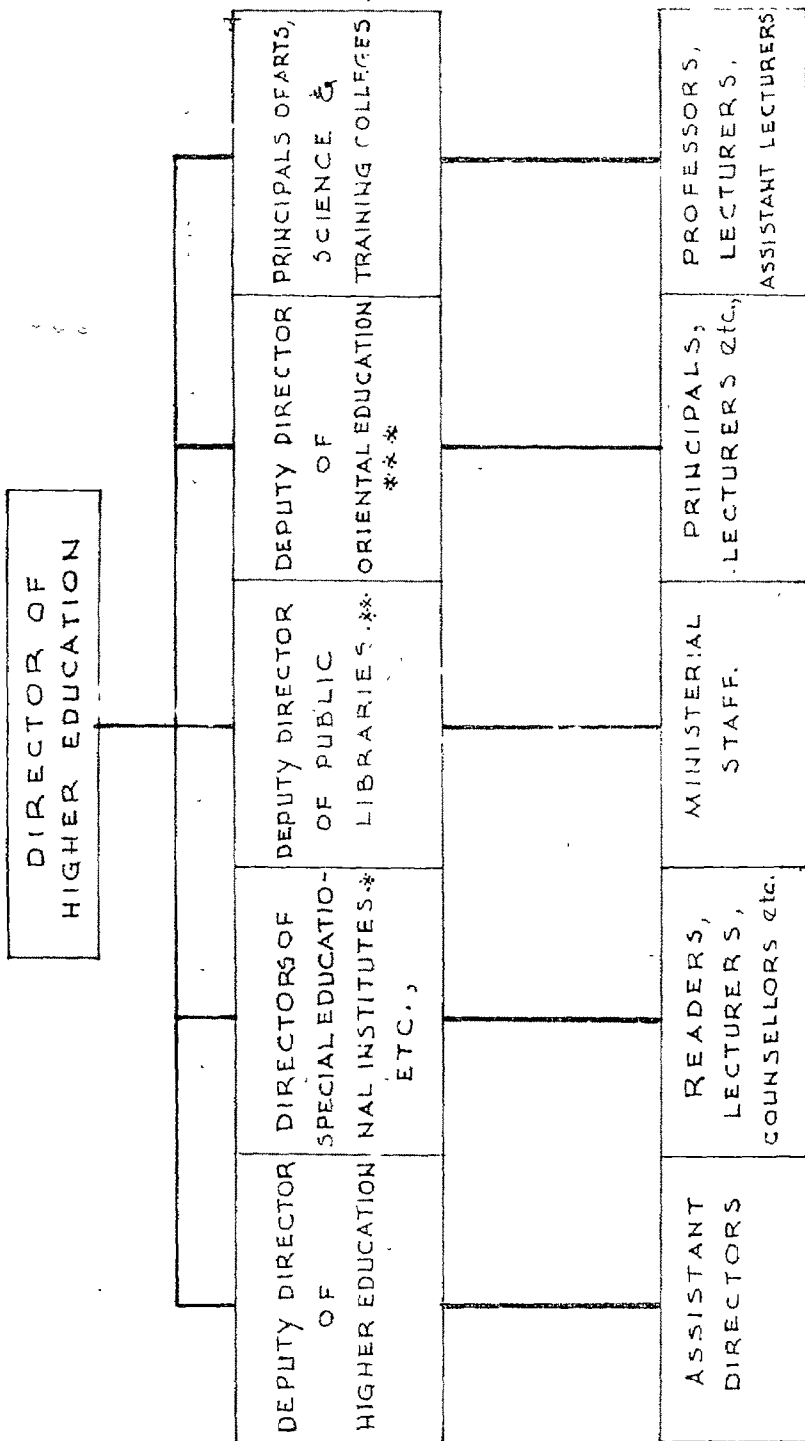 DIRECTOR OF
HIGHER EDUCATION
DEPUTY DIRECTOR
OF
HIGHER EDUCATION
DIRECTORS OF
SPECIAL EDUCATIO-
NAL INSTITUTES.*
ETC.,
DEPUTY DIRECTOR
OF PUBLIC
LIBRARIES.**
DEPUTY DIRECTOR
OF
ORIENTAL EDUCATION
***
PRINCIPALS OF ARTS,
SCIENCE &
TRAINING COLLEGES
ASSISTANT
DIRECTORS
READERS,
LECTURERS,
COUNSELLORS etc.
MINISTERIAL
STAFF.
PRINCIPALS,
LECTURERS etc.,
PROFESSORS,
LECTURERS,
ASSISTANT LECTURERS